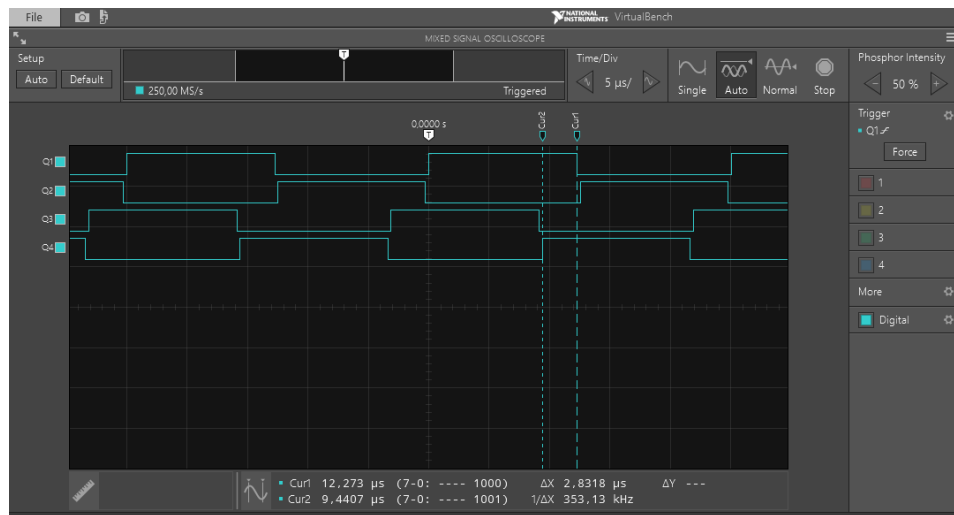 File
NATIONAL INSTRUMENTS VirtualBench
MIXED SIGNAL OSCILLOSCOPE
Setup
Auto Default
250,00 MS/s Triggered
T
Time/Div
5 µs/
Single Auto Normal Stop
Phosphor Intensity
- 50 % +
Trigger
Q1
Force
1
2
3
4
More
Digital
0,0000 s
T
Cur2 Cur1
Q1
Q2
Q3
Q4
Cur1 12,273 µs (7-0: ---- 1000) ΔX 2,8318 µs ΔY ---
Cur2 9,4407 µs (7-0: ---- 1001) 1/ΔX 353,13 kHz